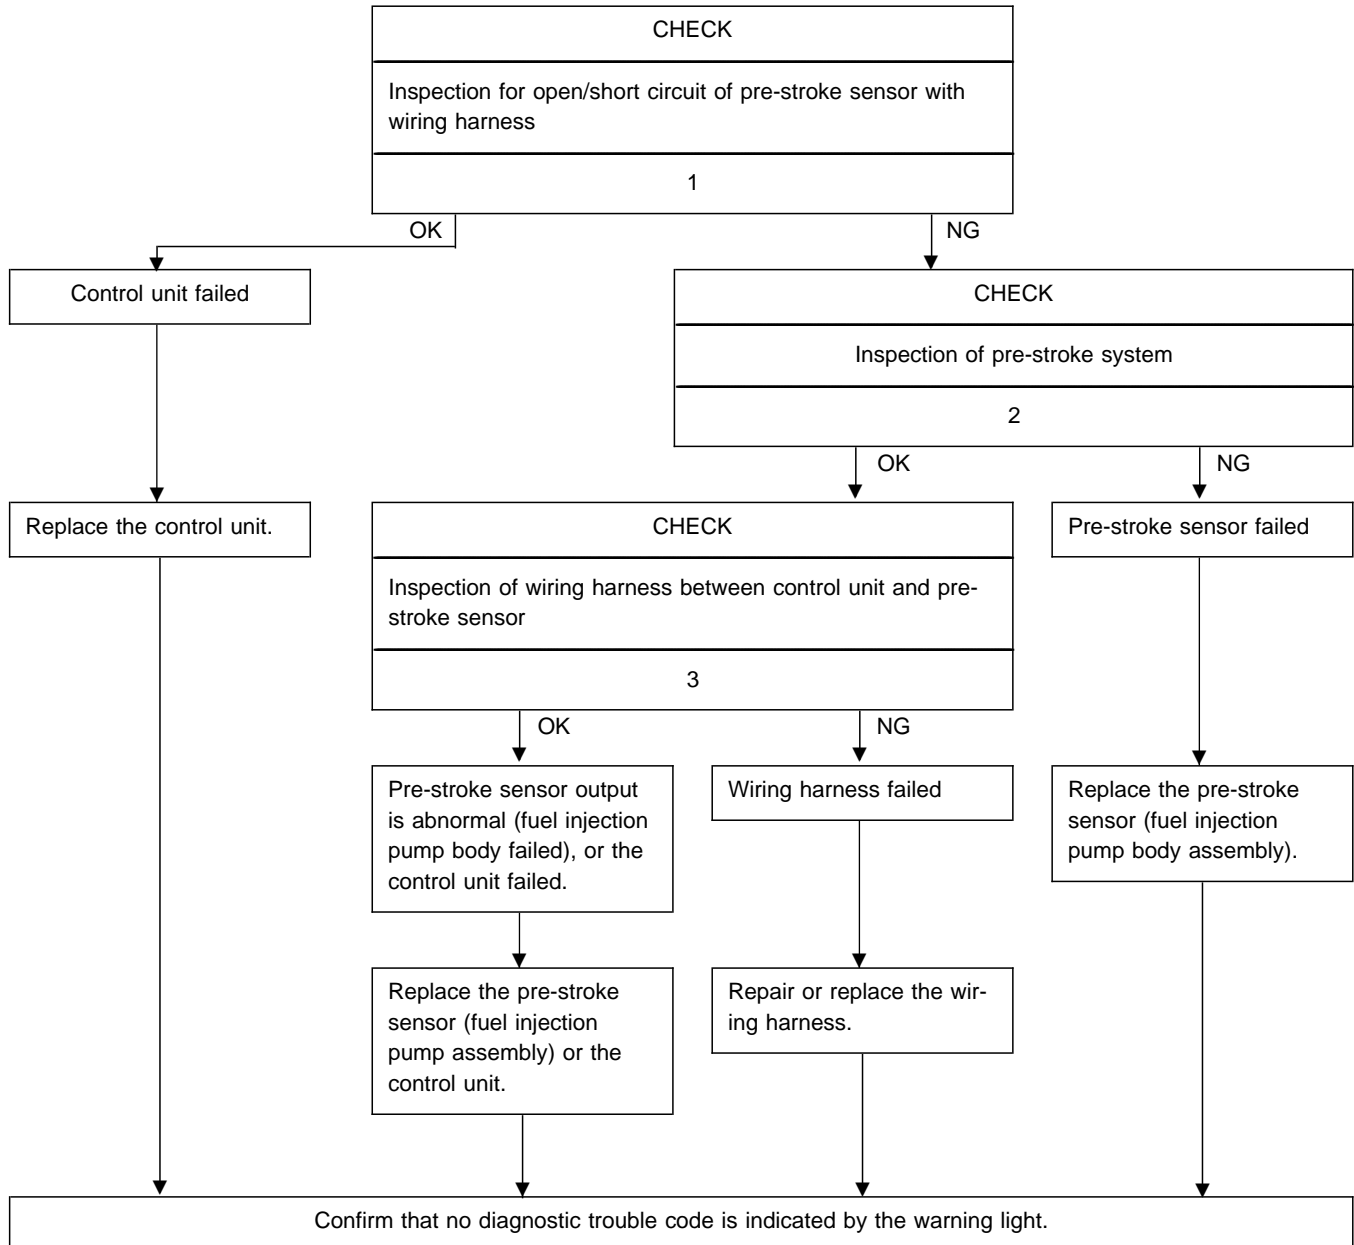 CHECK
Inspection for open/short circuit of pre-stroke sensor with
wiring harness
1
OK
NG
Control unit failed
CHECK
Inspection of pre-stroke system
2
OK
NG
Replace the control unit.
CHECK
Inspection of wiring harness between control unit and pre-
stroke sensor
3
Pre-stroke sensor failed
OK
NG
Pre-stroke sensor output
is abnormal (fuel injection
pump body failed), or the
control unit failed.
Wiring harness failed
Replace the pre-stroke
sensor (fuel injection
pump body assembly).
Replace the pre-stroke
sensor (fuel injection
pump assembly) or the
control unit.
Repair or replace the wir-
ing harness.
Confirm that no diagnostic trouble code is indicated by the warning light.